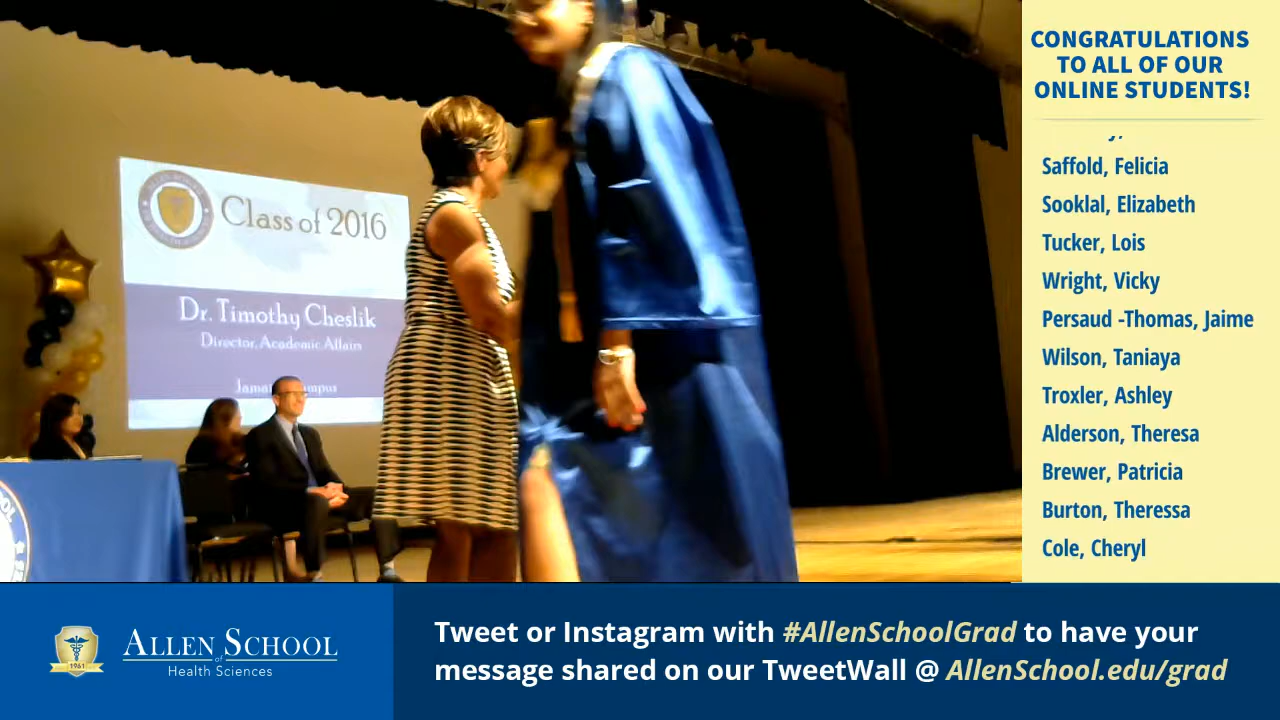 CONGRATULATIONS
TO ALL OF OUR
ONLINE STUDENTS!
Saffold, Felicia
Sooklal, Elizabeth
Tucker, Lois
Wright, Vicky
Persaud -Thomas, Jaime
Wilson, Taniaya
Troxler, Ashley
Alderson, Theresa
Brewer, Patricia
Burton, Theressa
Cole, Cheryl
Class of 2016
Dr. Timothy Cheslik
Director, Academic Affairs
1961
ALLEN SCHOOL
of
Health Sciences
Tweet or Instagram with #AllenSchoolGrad to have your
message shared on our TweetWall @ AllenSchool.edu/grad